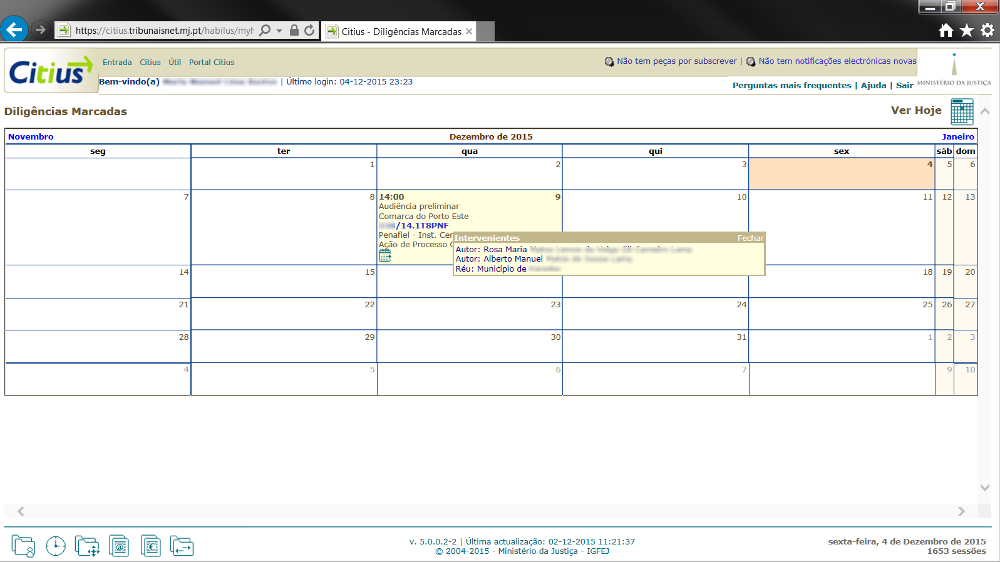 https://citius.tribunaisnet.mj.pt/habilus/myh
Citius - Diligências Marcadas
Citius
Entrada Citius Útil Portal Citius
Não tem peças por subscrever | Não tem notificações electrónicas novas
Bem-vindo(a) | Último login: 04-12-2015 23:23
Perguntas mais frequentes | Ajuda | Sair
MINISTÉRIO DA JUSTIÇA
Diligências Marcadas
Ver Hoje
Novembro Dezembro de 2015 Janeiro
seg ter qua qui sex sáb dom
1 2 3 4 5 6
7 8 14:00 9 10 11 12 13
Audiência preliminar
Comarca do Porto Este
/14.1T8PNF
Penafiel - Inst. Cer
Ação de Processo
Intervenientes Fechar
Autor: Rosa Maria
Autor: Alberto Manuel
Réu: Município de
14 15 18 19 20
21 22 23 24 25 26 27
28 29 30 31 1 2 3
4 5 6 7 9 10
v. 5.0.0.2-2 | Última actualização: 02-12-2015 11:21:37
© 2004-2015 - Ministério da Justiça - IGFEJ
sexta-feira, 4 de Dezembro de 2015
1653 sessões